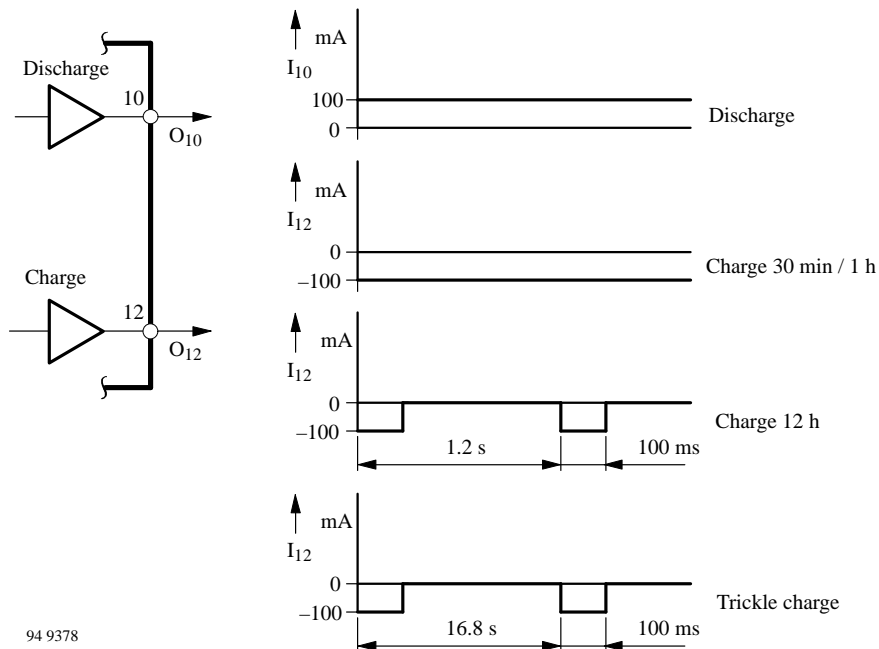 Discharge
10
O10
Charge
12
O12
mA
I10
100
0
Discharge
mA
I12
0
–100
Charge 30 min / 1 h
mA
I12
0
–100
Charge 12 h
1.2 s
100 ms
mA
I12
0
–100
Trickle charge
16.8 s
100 ms
94 9378